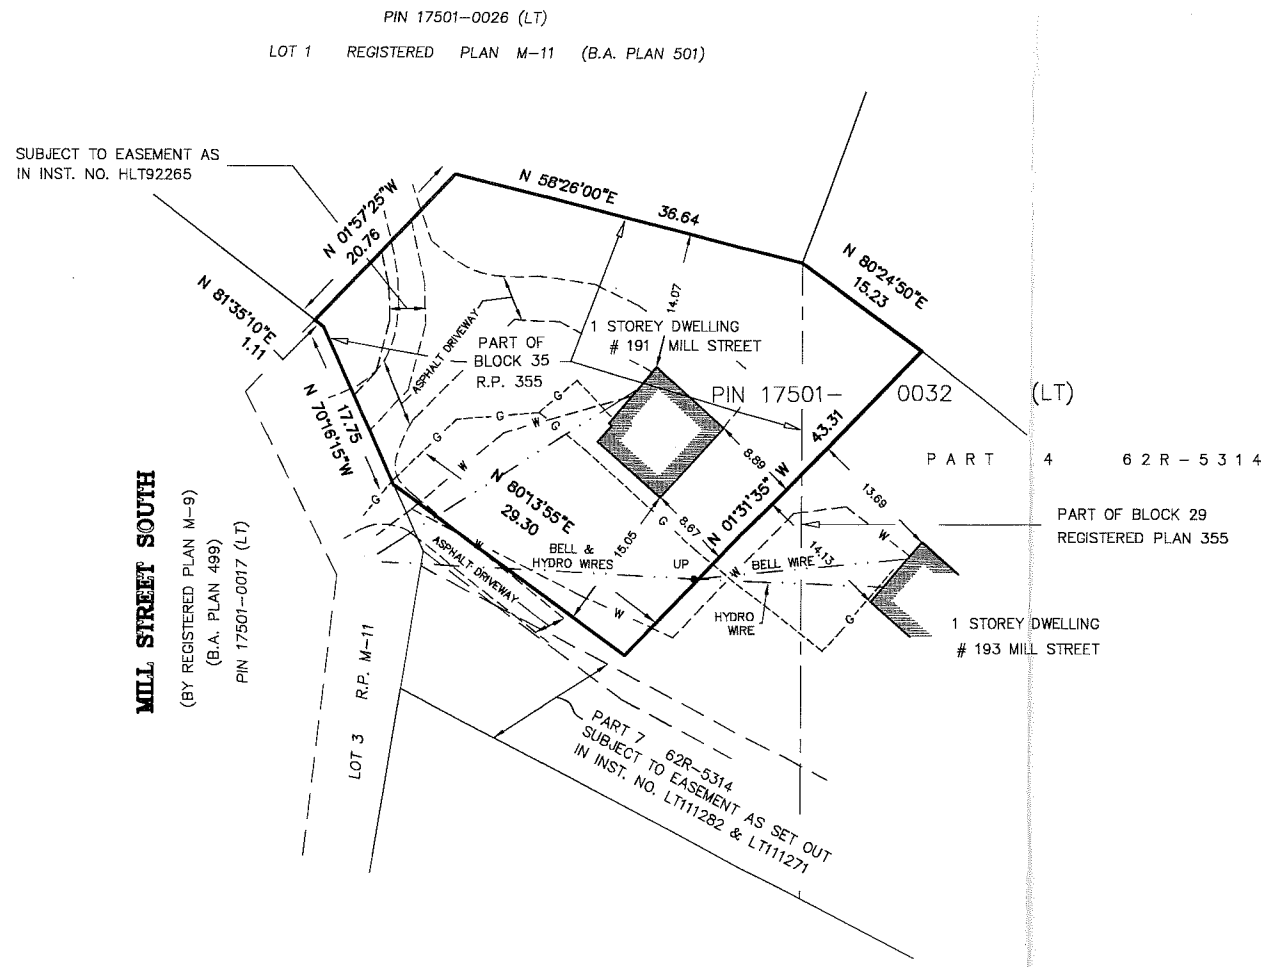 PIN 17501-0026 (LT)
LOT 1 REGISTERED PLAN M-11 (B.A. PLAN 501)
SUBJECT TO EASEMENT AS
IN INST. NO. HLT92265
N 01°57'25"W
20.76
N 58°26'00"E 36.64
N 80°24'50"E
15.23
N 81°35'10"E
1.11
N 70°16'15"W
17.75
14.07
ASPHALT DRIVEWAY
PART OF
BLOCK 35
R.P. 355
1 STOREY DWELLING
# 191 MILL STREET
PIN 17501- 0032 (LT)
43.31
N 01°31'35" W
8.89
8.67
15.05
N 80°13'55"E
29.30
PART 4 62R-5314
13.69
14.13
PART OF BLOCK 29
REGISTERED PLAN 355
BELL &
HYDRO WIRES
UP
BELL WIRE
HYDRO
WIRE
ASPHALT DRIVEWAY
G
G
G
G
G
G
W
W
W
W
W
W
1 STOREY DWELLING
# 193 MILL STREET
MILL STREET SOUTH
(BY REGISTERED PLAN M-9)
(B.A. PLAN 499)
PIN 17501-0017 (LT)
LOT 3 R.P. M-11
PART 7 62R-5314
SUBJECT TO EASEMENT AS SET OUT
IN INST. NO. LT111282 & LT111271